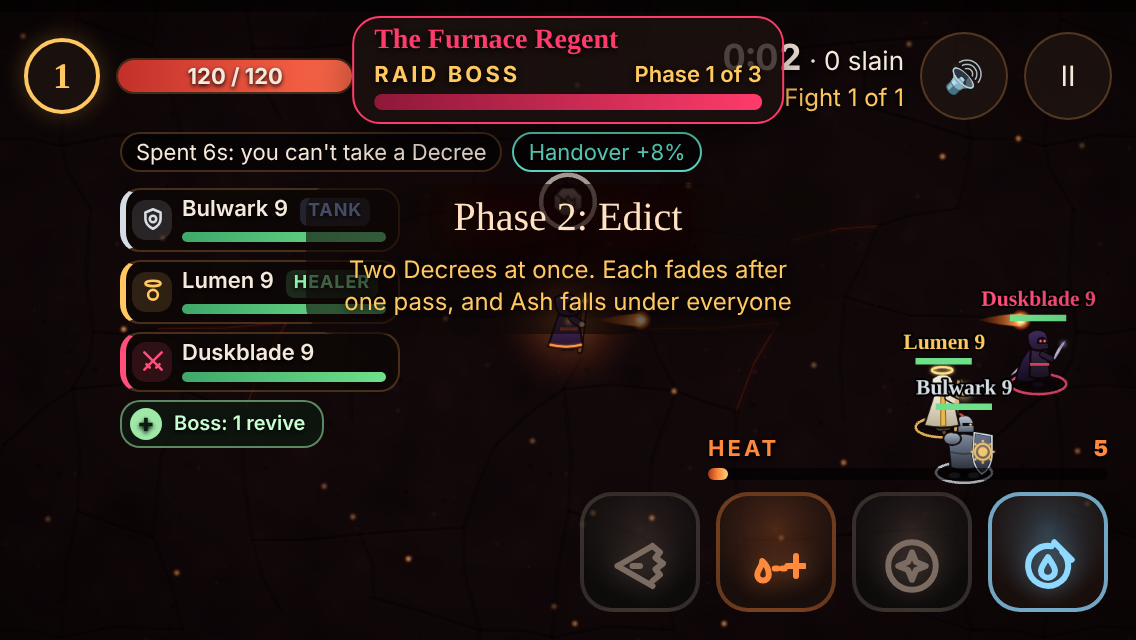 1
120 / 120
The Furnace Regent
RAID BOSS
Phase 1 of 3
0:02 · 0 slain
Fight 1 of 1
Spent 6s: you can't take a Decree
Handover +8%
Bulwark 9 TANK
Lumen 9 HEALER
Duskblade 9
Boss: 1 revive
Phase 2: Edict
Two Decrees at once. Each fades after
one pass, and Ash falls under everyone
Duskblade 9
Lumen 9
Bulwark 9
HEAT 5